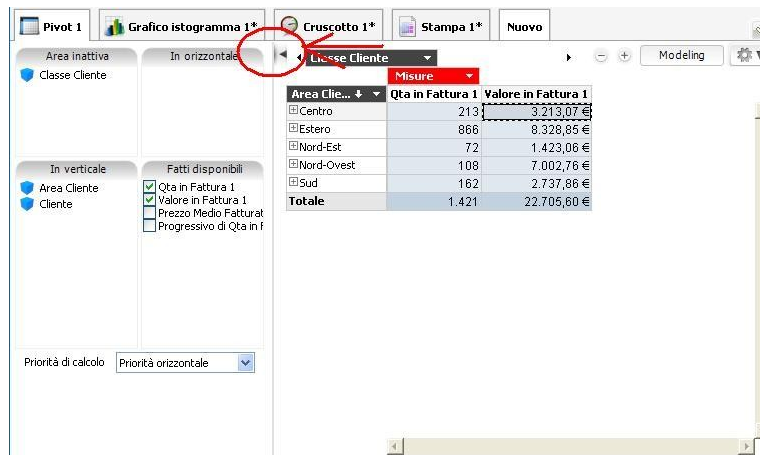 Pivot 1 Grafico istogramma 1* Cruscotto 1* Stampa 1* Nuovo
Area inattiva In orizzontale
Classe Cliente
In verticale Fatti disponibili
Area Cliente
Cliente
Qta in Fattura 1
Valore in Fattura 1
Prezzo Medio Fatturat
Progressivo di Qta in F
Priorità di calcolo Priorità orizzontale
Classe Cliente Modeling
Misure
Area Clie... Qta in Fattura 1 Valore in Fattura 1
Centro 213 3.213,07 €
Estero 866 8.328,85 €
Nord-Est 72 1.423,06 €
Nord-Ovest 108 7.002,76 €
Sud 162 2.737,86 €
Totale 1.421 22.705,60 €